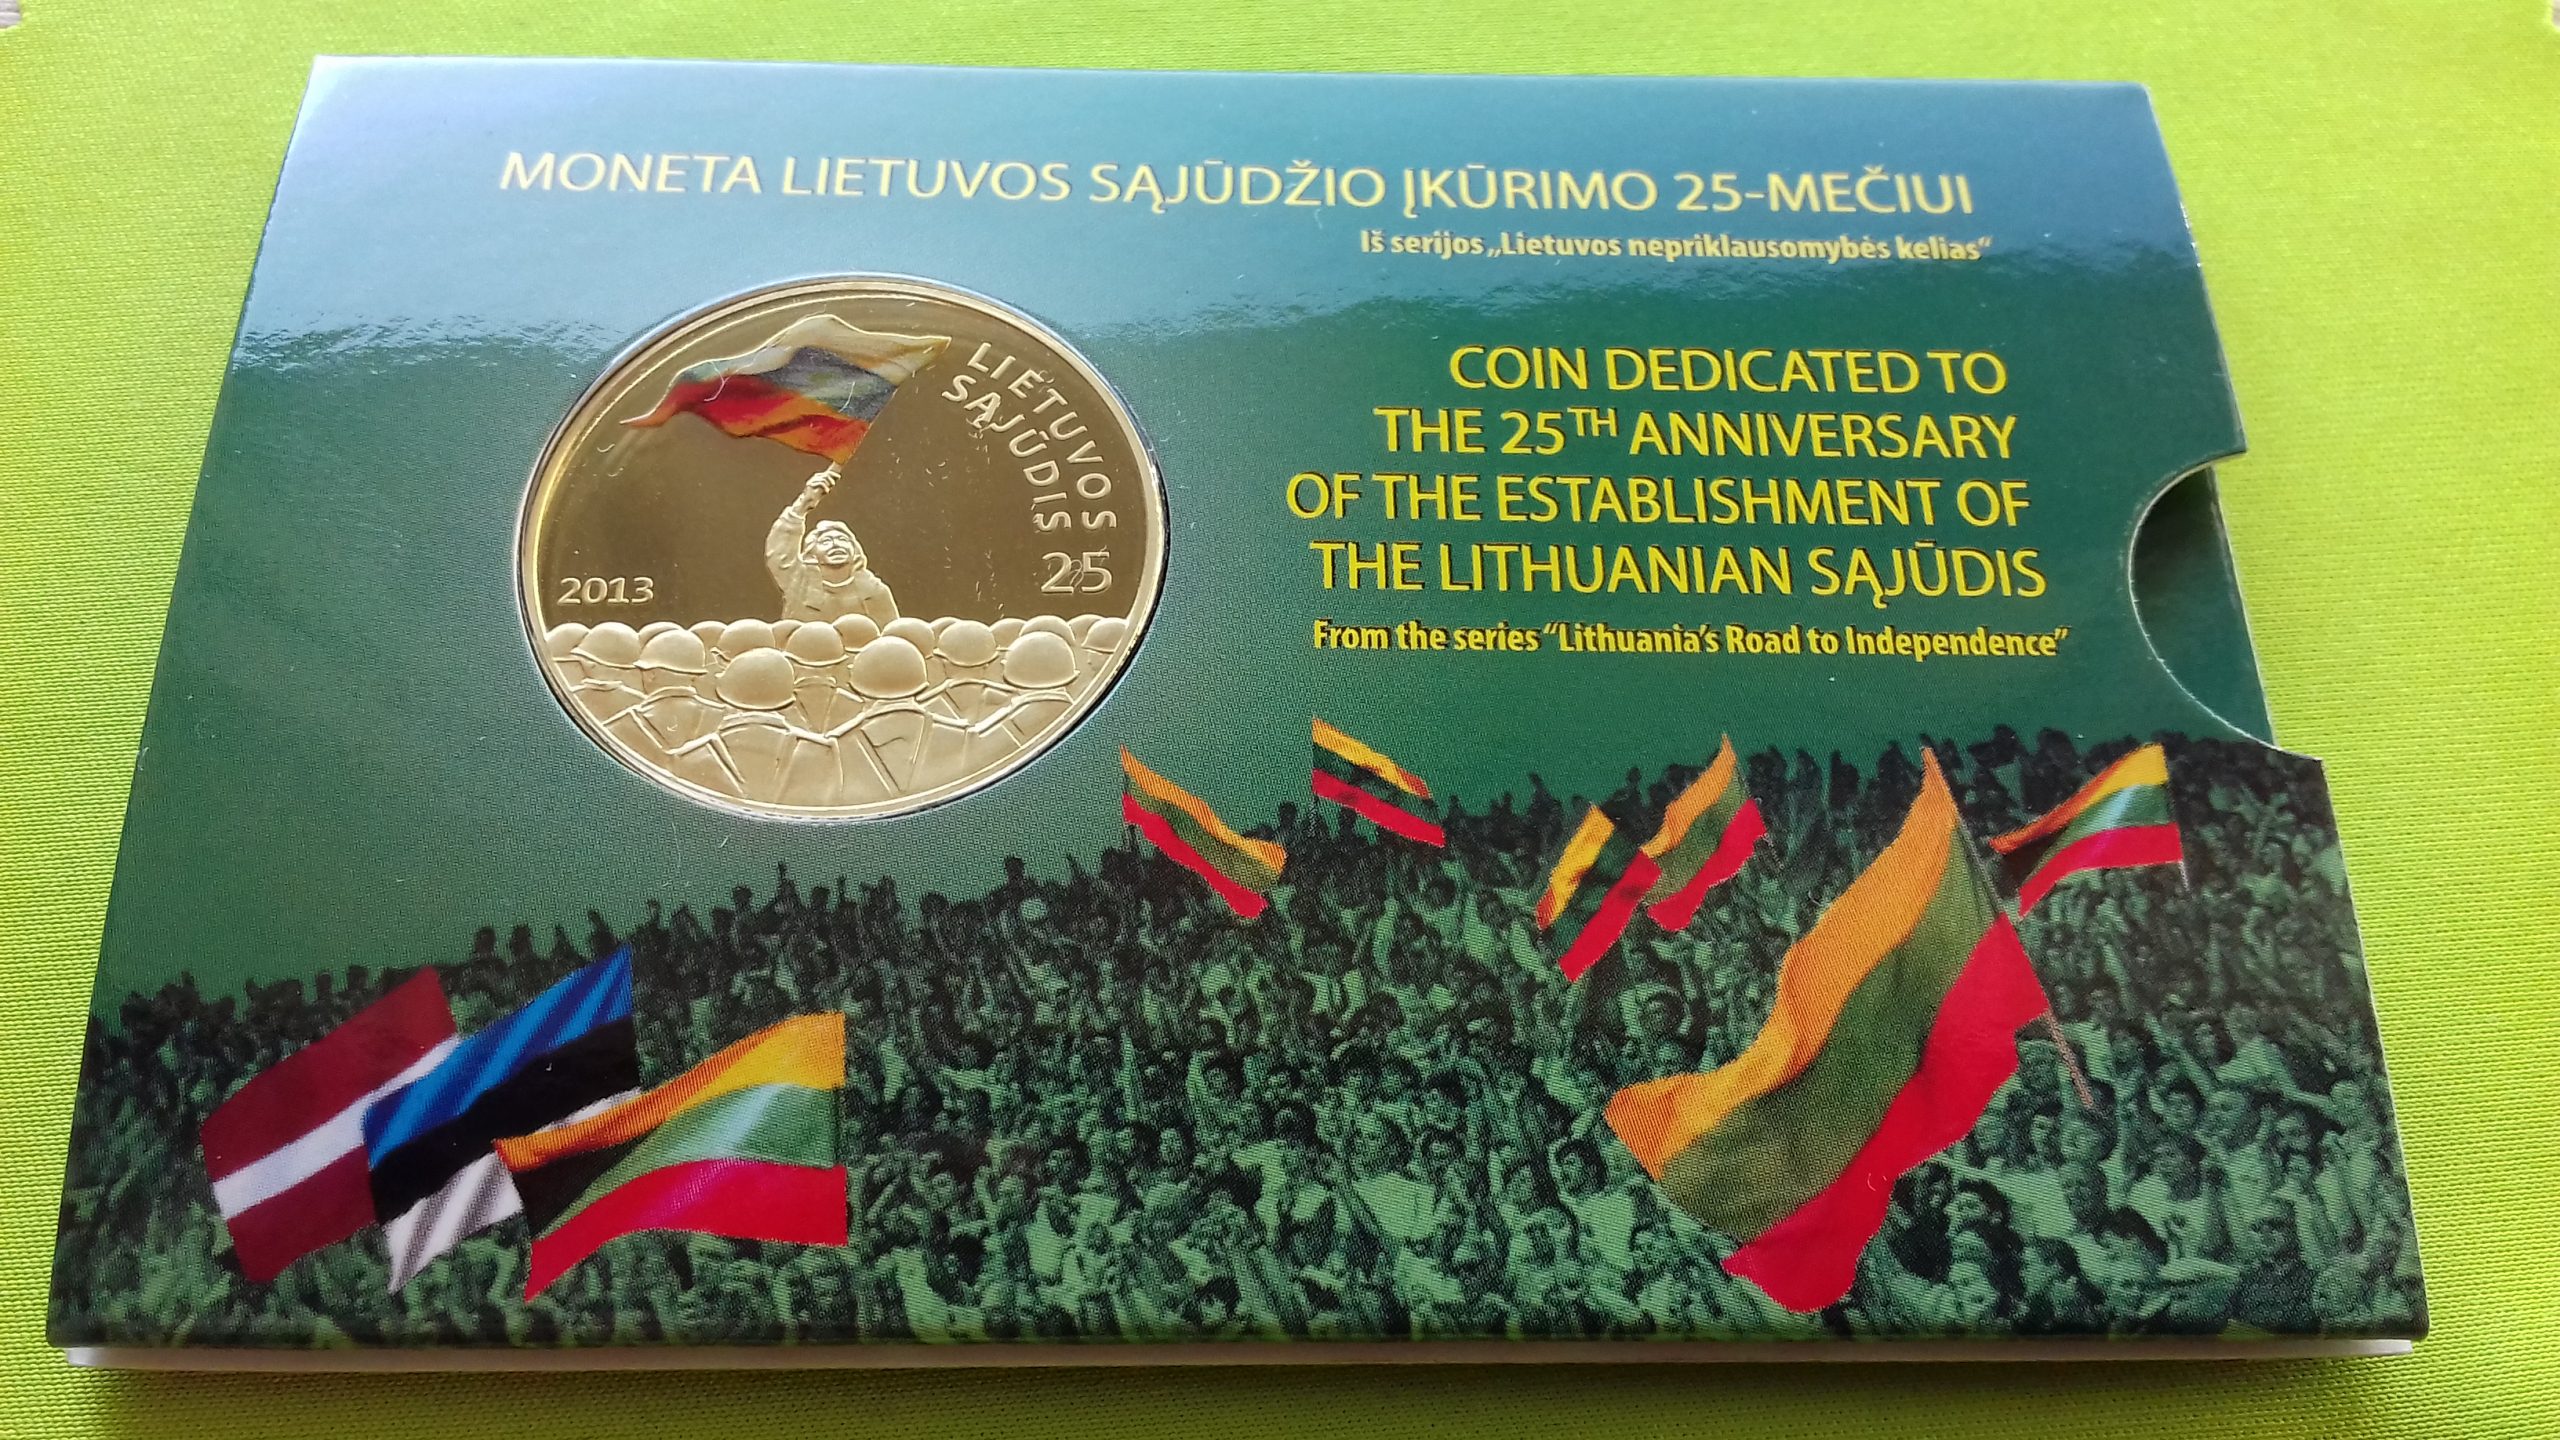 MONETA LIETUVOS SĄJŪDŽIO ĮKŪRIMO 25-MEČIUI
Iš serijos „Lietuvos nepriklausomybės kelias“
LIETUVOS
SĄJŪDIS
25
2013
COIN DEDICATED TO
THE 25TH ANNIVERSARY
OF THE ESTABLISHMENT OF
THE LITHUANIAN SĄJŪDIS
From the series “Lithuania’s Road to Independence”